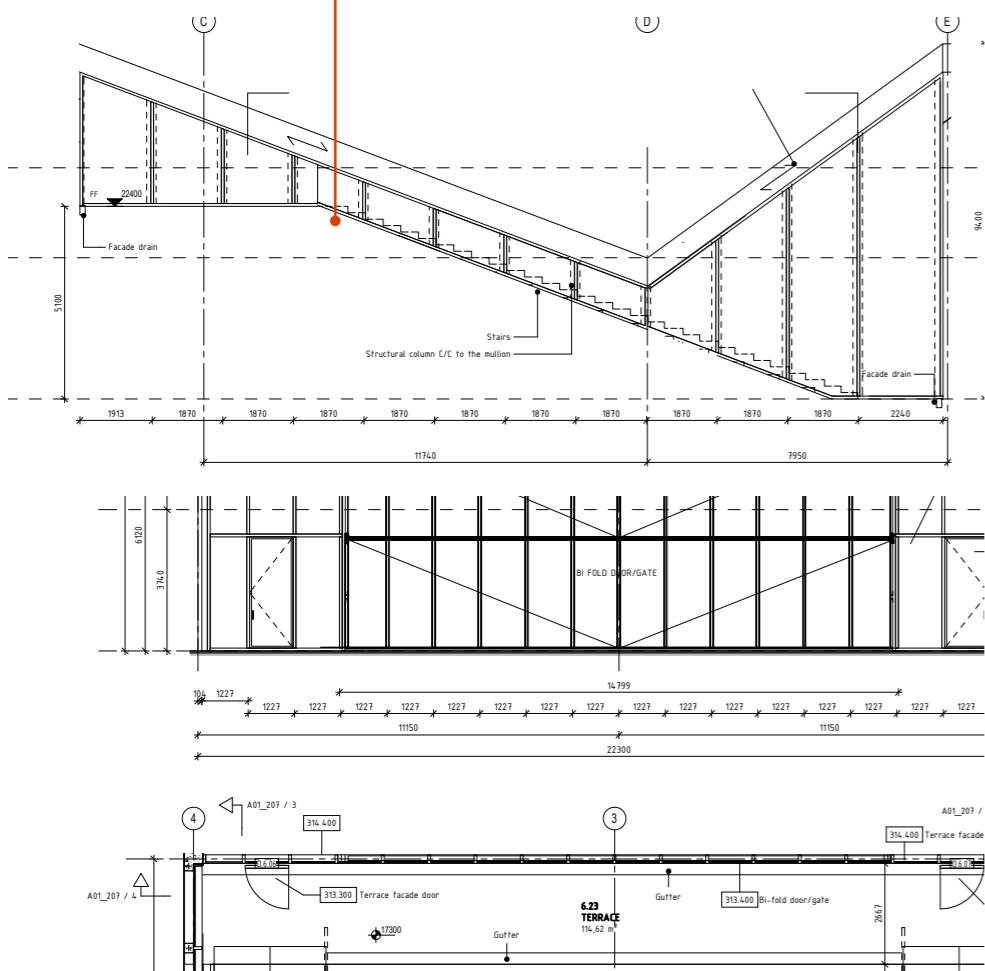 C
D
E
FF 22400
Facade drain
5100
9400
Stairs
Structural column C/C to the mullion
Facade drain
1913 1870 1870 1870 1870 1870 1870 1870 1870 1870 1870 2240
11740 7950
6120
3740
BI FOLD DOOR/GATE
14799
104 1227
1227 1227 1227 1227 1227 1227 1227 1227 1227 1227 1227 1227 1227 1227 1227 1227
11150 11150
22300
4
A01_207 / 3
314.400
3
A01_207 /
314.400 Terrace facade
D.6.06
D.6.07
A01_207 / 4
313.300 Terrace facade door
Gutter
313.400 Bi-fold door/gate
6.23
TERRACE
114,62 m²
2667
17300
Gutter